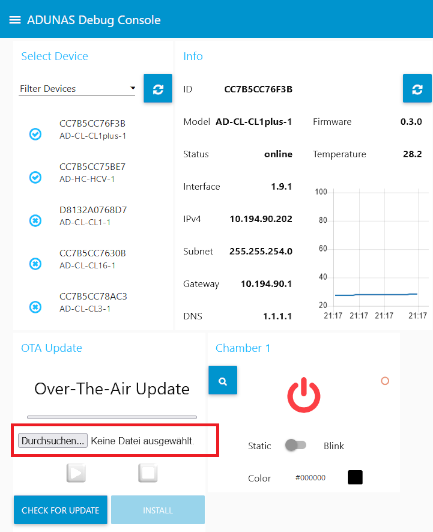 ADUNAS Debug Console
Select Device
Filter Devices
CC7B5CC76F3B
AD-CL-CL1plus-1
CC7B5CC75BE7
AD-HC-HCV-1
D8132A0768D7
AD-CL-CL1-1
CC7B5CC7630B
AD-CL-CL16-1
CC7B5CC78AC3
AD-CL-CL3-1
Info
ID CC7B5CC76F3B
Model AD-CL-CL1plus-1 Firmware 0.3.0
Status online Temperature 28.2
Interface 1.9.1
IPv4 10.194.90.202
Subnet 255.255.254.0
Gateway 10.194.90.1
DNS 1.1.1.1
100
80
60
40
20
21:17 21:17 21:17 21:17
OTA Update
Over-The-Air Update
Durchsuchen... Keine Datei ausgewählt
CHECK FOR UPDATE INSTALL
Chamber 1
Static Blink
Color #000000